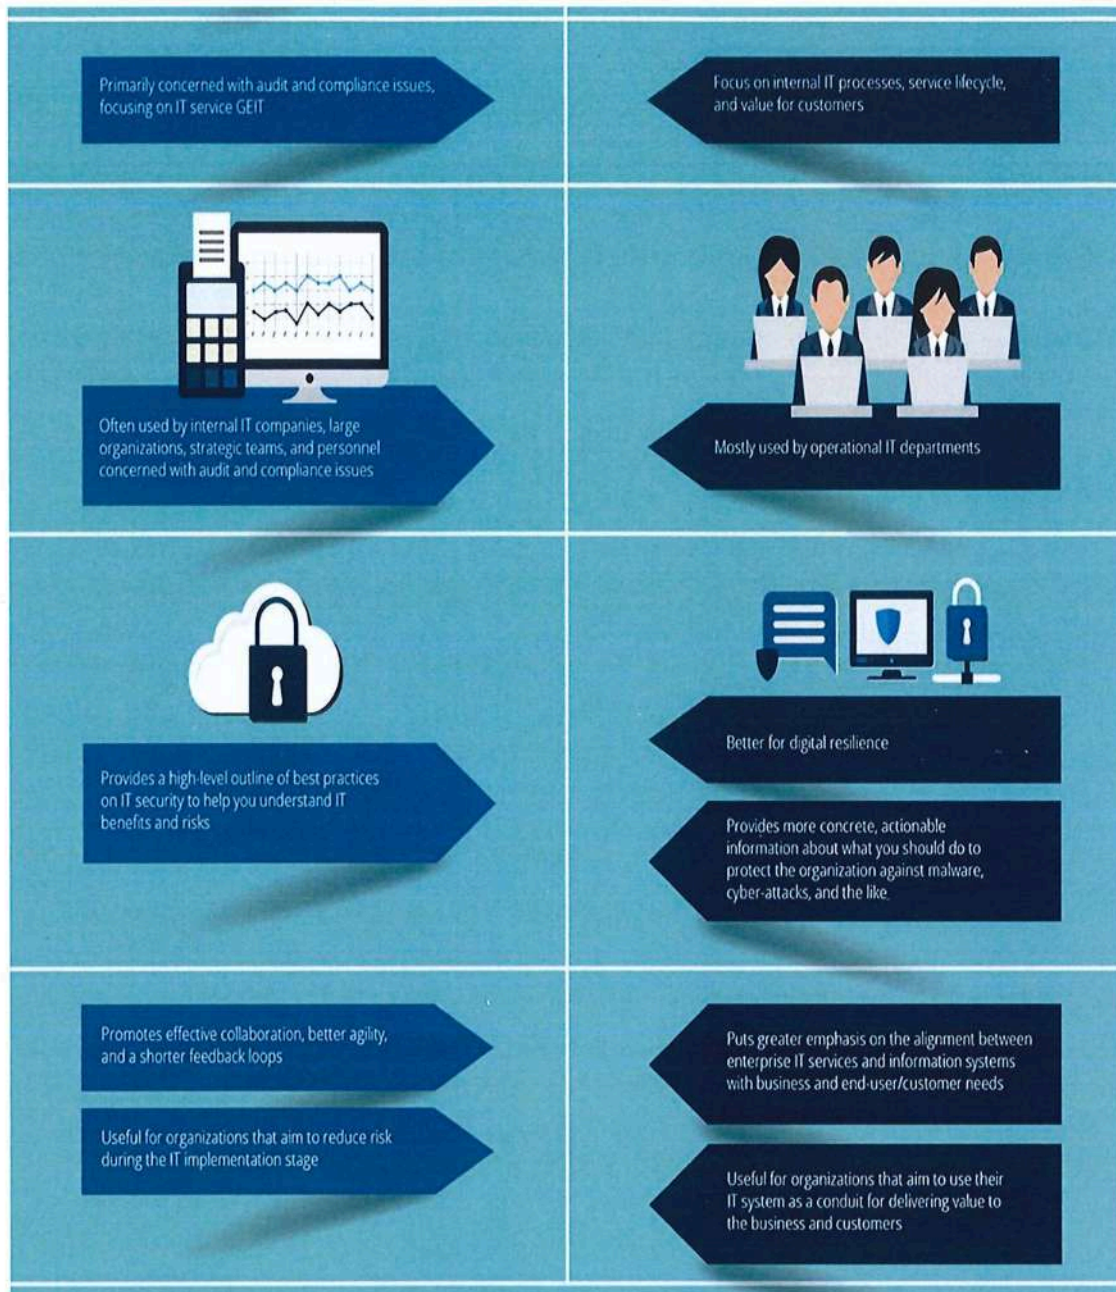 Primarily concerned with audit and compliance issues,
focusing on IT service GEIT
Focus on internal IT processes, service lifecycle,
and value for customers
Often used by internal IT companies, large
organizations, strategic teams, and personnel
concerned with audit and compliance issues
Mostly used by operational IT departments
Provides a high-level outline of best practices
on IT security to help you understand IT
benefits and risks
Better for digital resilience
Provides more concrete, actionable
information about what you should do to
protect the organization against malware,
cyber-attacks, and the like.
Promotes effective collaboration, better agility,
and a shorter feedback loops
Useful for organizations that aim to reduce risk
during the IT implementation stage
Puts greater emphasis on the alignment between
enterprise IT services and information systems
with business and end-user/customer needs
Useful for organizations that aim to use their
IT system as a conduit for delivering value to
the business and customers